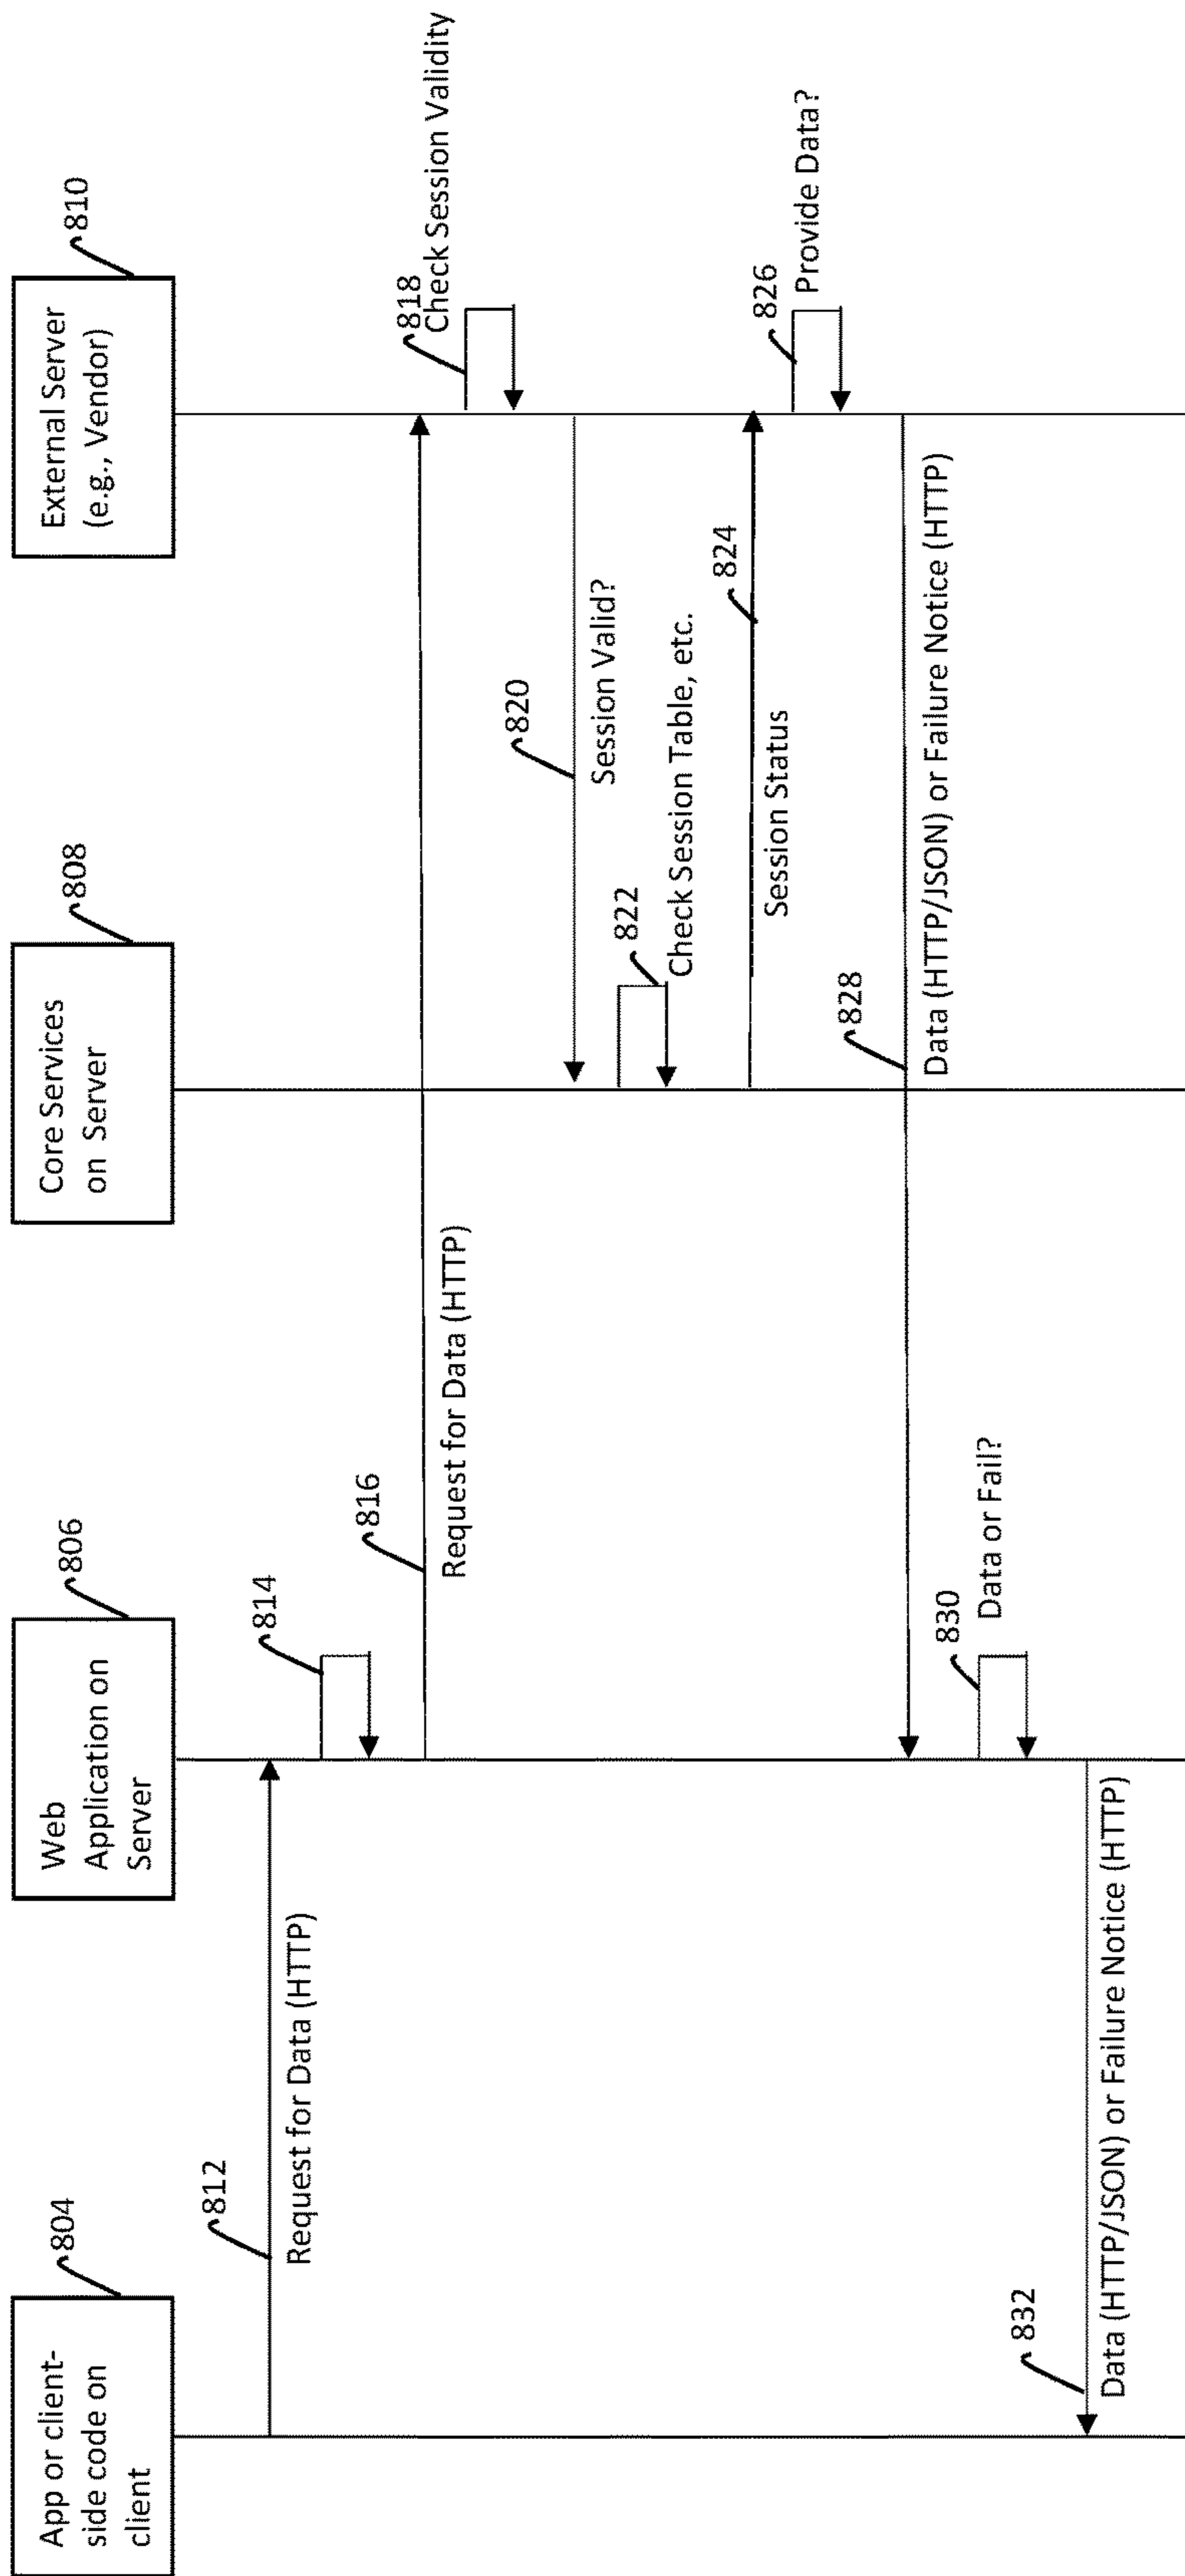 App or client-
side code on
client
804
Web
Application on
Server
806
Core Services
on Server
808
External Server
(e.g., Vendor)
810
812
Request for Data (HTTP)
814
816
Request for Data (HTTP)
818
Check Session Validity
820
Session Valid?
822
Check Session Table, etc.
824
Session Status
826
Provide Data?
828
Data (HTTP/JSON) or Failure Notice (HTTP)
830
Data or Fail?
832
Data (HTTP/JSON) or Failure Notice (HTTP)